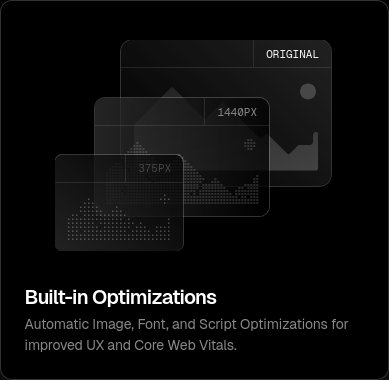 ORIGINAL
1440PX
375PX
Built-in Optimizations
Automatic Image, Font, and Script Optimizations for
improved UX and Core Web Vitals.